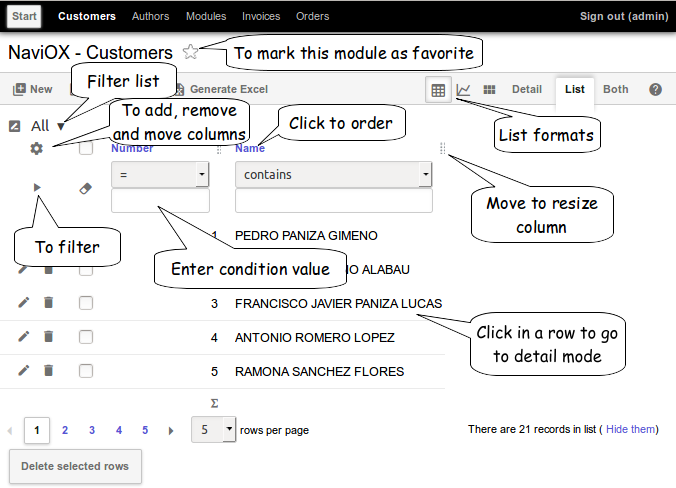 Start Customers Authors Modules Invoices Orders Sign out (admin)
NaviOX - Customers
To mark this module as favorite
New
Filter list
Generate Excel
Detail List Both
All
To add, remove
and move columns
Click to order
List formats
Number Name
= contains
Move to resize
column
To filter
Enter condition value
1 PEDRO PANIZA GIMENO
ALABAU
3 FRANCISCO JAVIER PANIZA LUCAS
4 ANTONIO ROMERO LOPEZ
Click in a row to go
to detail mode
5 RAMONA SANCHEZ FLORES
Σ
1 2 3 4 5 5 rows per page There are 21 records in list ( Hide them)
Delete selected rows